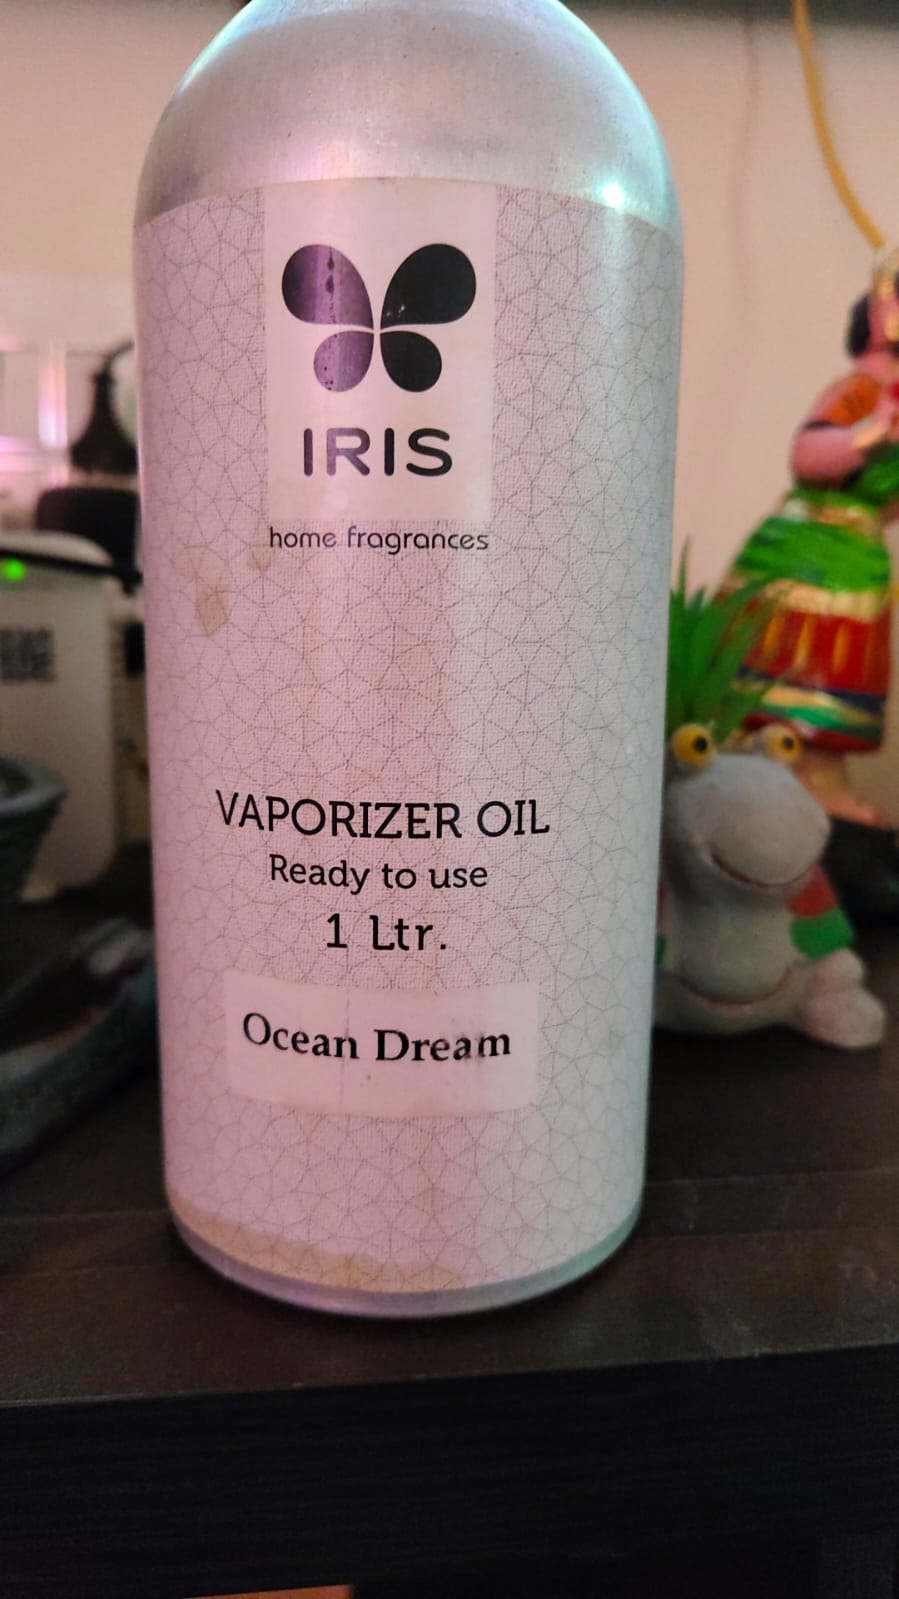 IRIS
home fragrances
VAPORIZER OIL
Ready to use
1 Ltr.
Ocean Dream